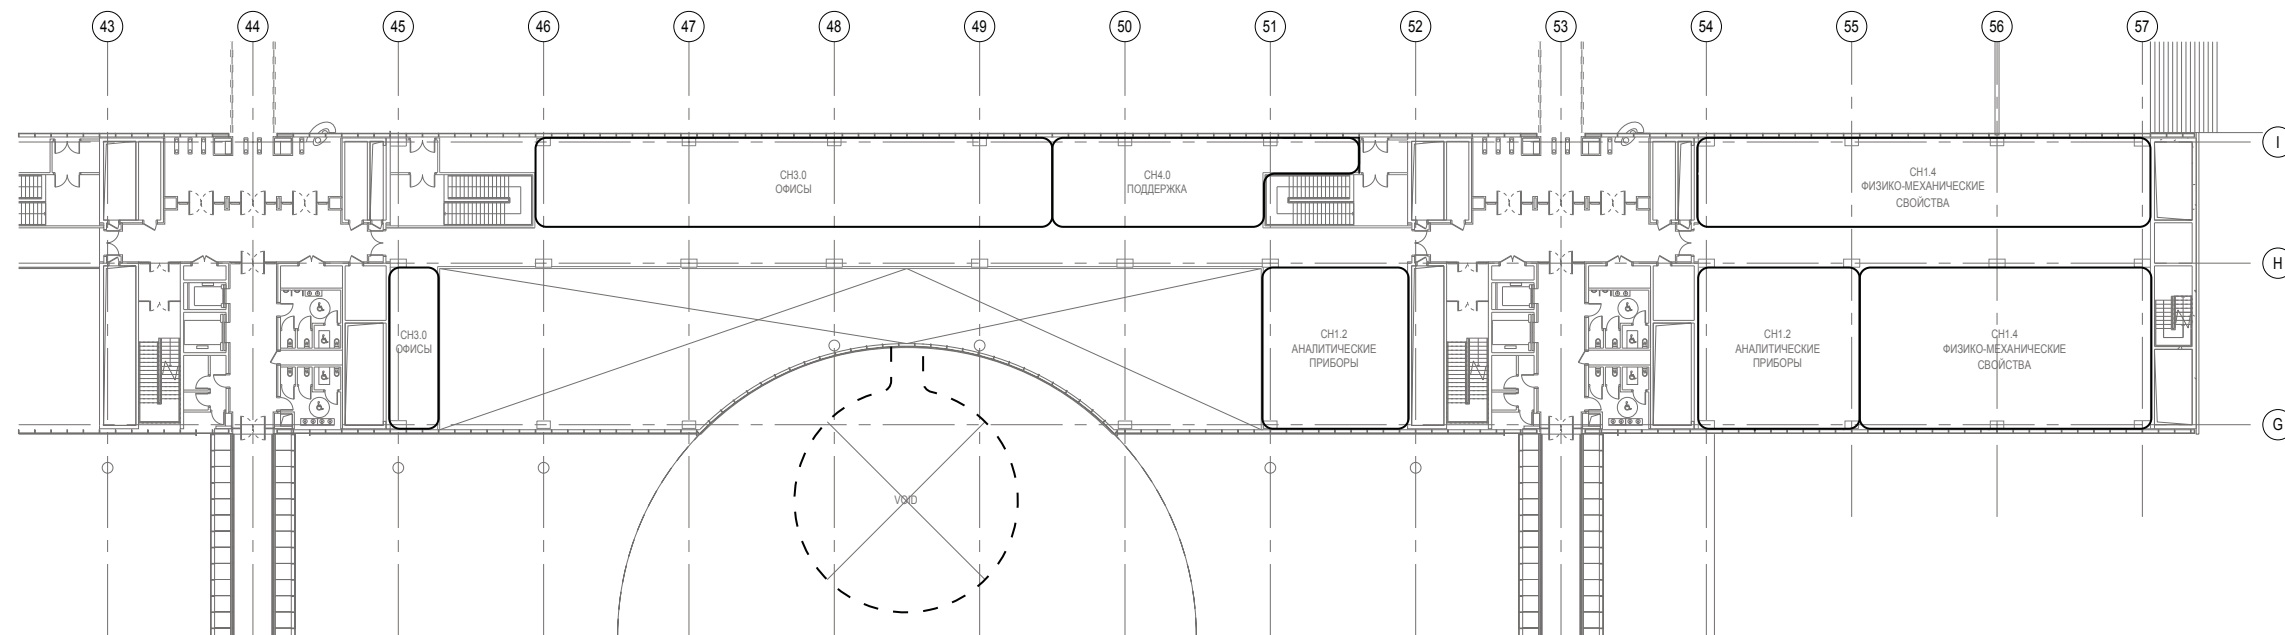 43
44
45
46
47
48
49
50
51
52
53
54
55
56
57
I
CH3.0
ОФИСЫ
CH4.0
ПОДДЕРЖКА
CH1.4
ФИЗИКО-МЕХАНИЧЕСКИЕ
СВОЙСТВА
H
CH3.0
ОФИСЫ
CH1.2
АНАЛИТИЧЕСКИЕ
ПРИБОРЫ
CH1.2
АНАЛИТИЧЕСКИЕ
ПРИБОРЫ
CH1.4
ФИЗИКО-МЕХАНИЧЕСКИЕ
СВОЙСТВА
G
VOID